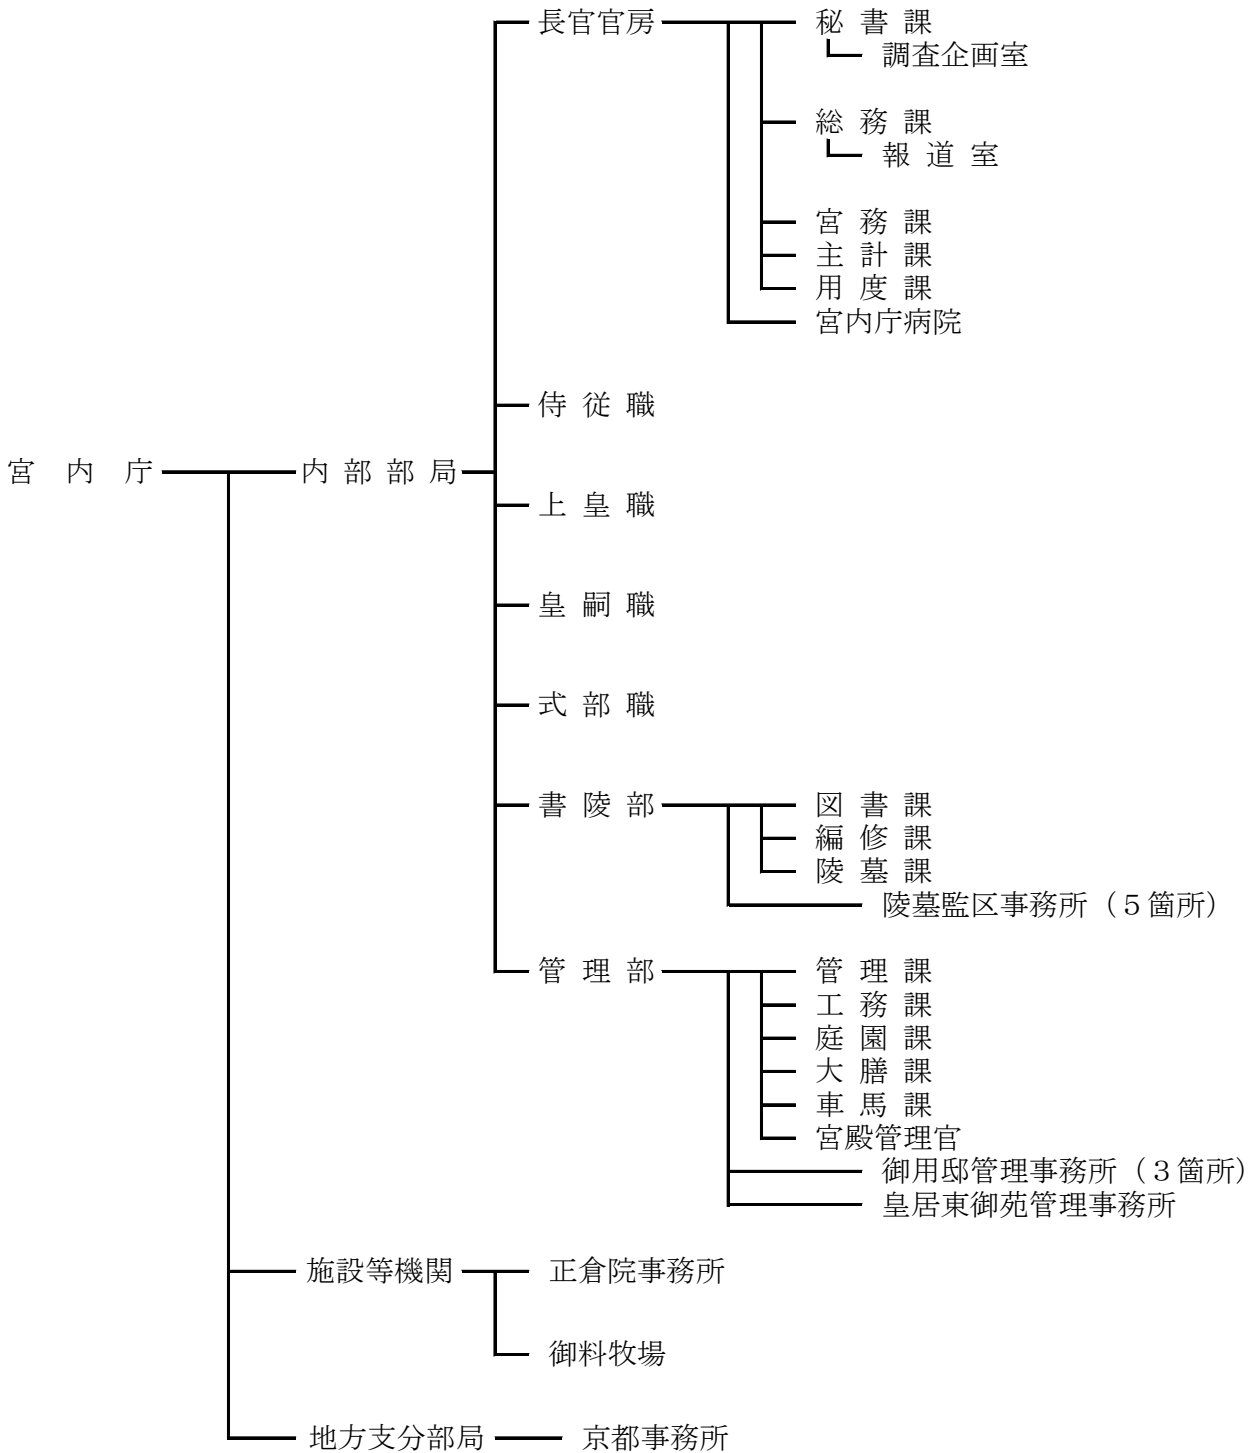 長官官房
秘書課
調査企画室
総務課
報道室
宮務課
主計課
用度課
宮内庁病院
侍従職
宮内庁
内部部局
上皇職
皇嗣職
式部職
書陵部
図書課
編修課
陵墓課
陵墓監区事務所（５箇所）
管理部
管理課
工務課
庭園課
大膳課
車馬課
宮殿管理官
御用邸管理事務所（３箇所）
皇居東御苑管理事務所
施設等機関
正倉院事務所
御料牧場
地方支分部局
京都事務所